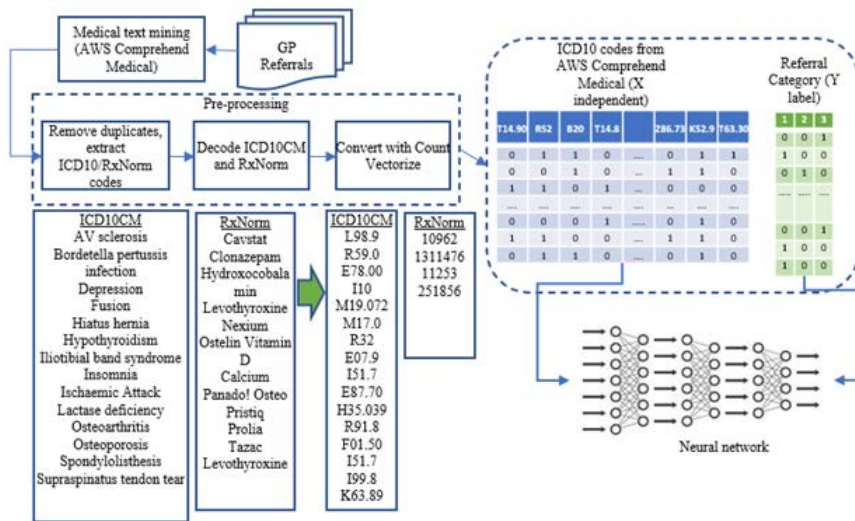 Medical text mining
(AWS Comprehend
Medical)
GP
Referrals
Pre-processing
Remove duplicates,
extract
ICD10/RxNorm
codes
Decode ICD10CM
and RxNorm
Convert with Count
Vectorize
ICD10CM
AV sclerosis
Bordetella pertussis
infection
Depression
Fusion
Hiatus hernia
Hypothyroidism
Iliotibial band syndrome
Insomnia
Ischaemic Attack
Lactase deficiency
Osteoarthritis
Osteoporosis
Spondylolisthesis
Supraspinatus tendon tear
RxNorm
Cavstat
Clonazepam
Hydroxocobala
min
Levothyroxine
Nexium
Ostelin Vitamin
D
Calcium
Panado! Osteo
Pristiq
Prolia
Tazac
Levothyroxine
ICD10CM
L98.9
R59.0
E78.00
I10
M19.072
M17.0
R32
E07.9
I51.7
E87.70
H35.039
R91.8
F01.50
I51.7
I99.8
K63.89
RxNorm
10962
1311476
11253
251856
ICD10 codes from
AWS Comprehend
Medical (X
independent)
T14.90 R52 B20 T14.8 Z86.73 K52.9 T63.30
0 1 1 0 .... 0 1 1
0 0 1 0 ... 1 1 0
1 1 0 1 ... 0 0 0
.... .... .... .... ... .... .... ....
0 0 0 1 ..... 0 1 0
1 1 0 0 ... 1 0 0
0 1 1 0 .... 0 1 0
Referral
Category (Y
label)
1 2 3
0 0 1
1 0 0
0 1 0
..... .... .....
0 0 1
1 0 0
1 0 0
Neural network